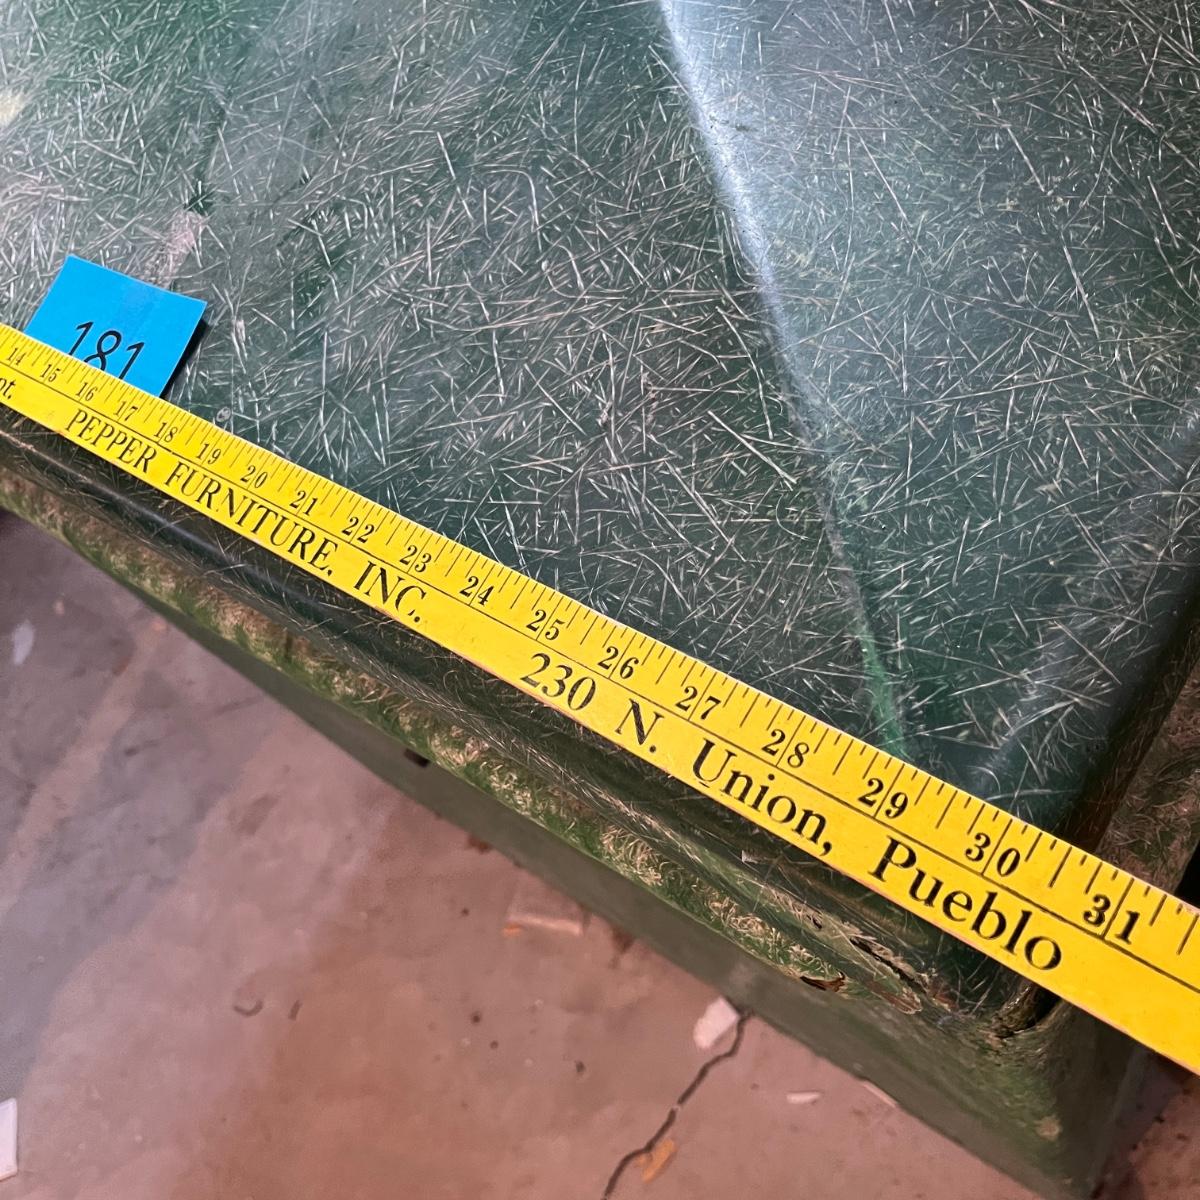 181
14 15 16 17 18 19 20 21 22 23 24 25 26 27 28 29 30 31
PEPPER FURNITURE, INC. 230 N. Union, Pueblo